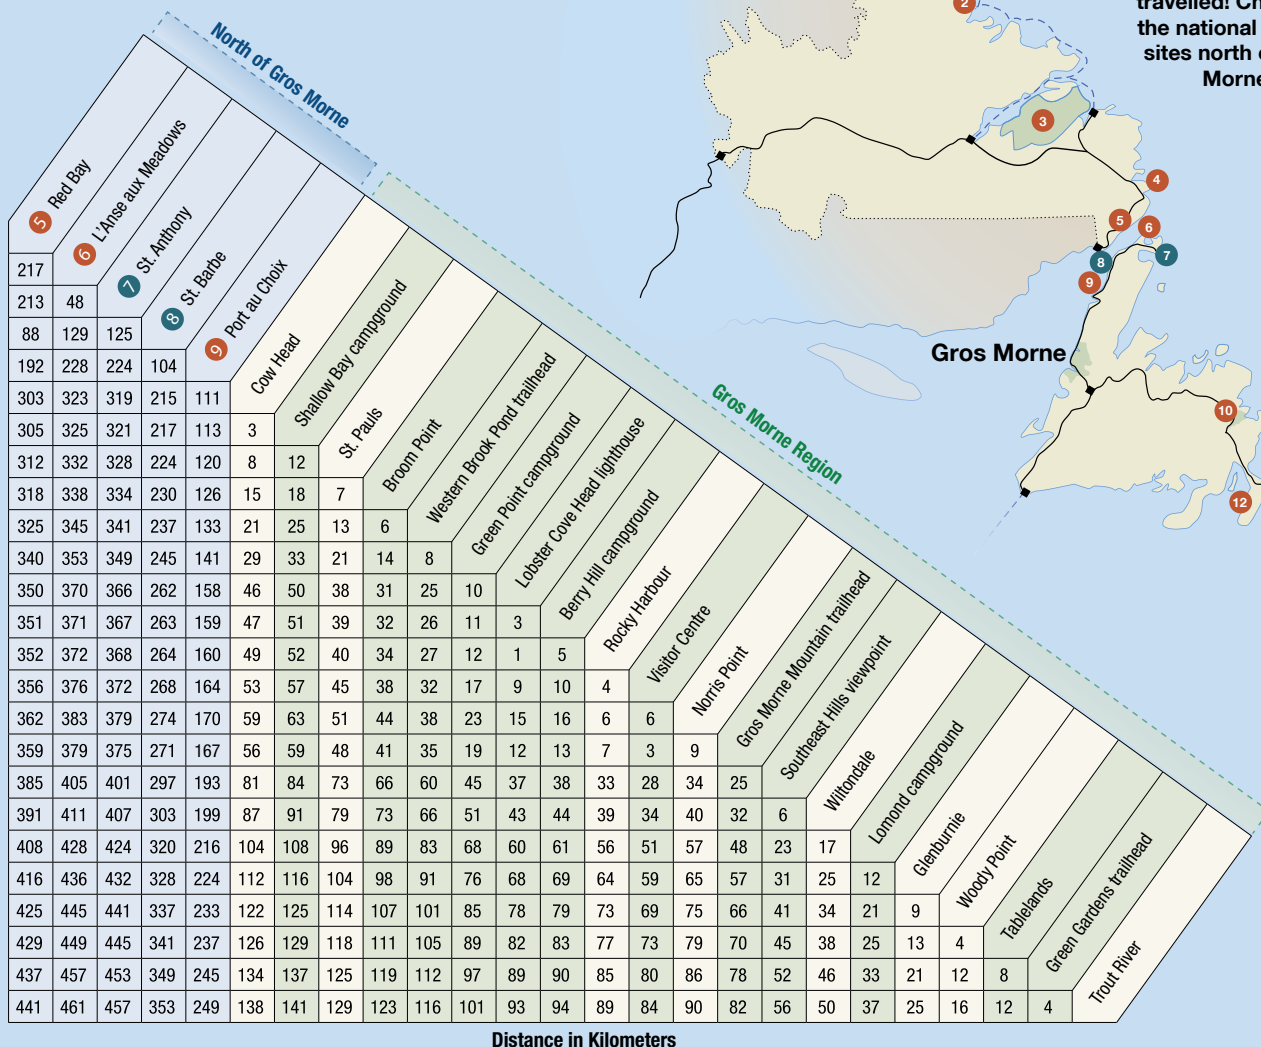 travelled! Ch
the national
sites north
Morne
2
3
4
5
6
8
7
9
Gros Morne
10
12
North of Gros Morne
Gros Morne Region
5 Red Bay
6 L'Anse aux Meadows
7 St. Anthony
8 St. Barbe
9 Port au Choix
Cow Head
Shallow Bay campground
St. Pauls
Broom Point
Western Brook Pond trailhead
Green Point campground
Lobster Cove Head lighthouse
Berry Hill campground
Rocky Harbour
Visitor Centre
Norris Point
Gros Morne Mountain trailhead
Southeast Hills viewpoint
Wiltondale
Lomond campground
Glenburnie
Woody Point
Tablelands
Green Gardens trailhead
Trout River
217
213 48
88 129 125
192 228 224 104
303 323 319 215 111
305 325 321 217 113 3
312 332 328 224 120 8 12
318 338 334 230 126 15 18 7
325 345 341 237 133 21 25 13 6
340 353 349 245 141 29 33 21 14 8
350 370 366 262 158 46 50 38 31 25 10
351 371 367 263 159 47 51 39 32 26 11 3
352 372 368 264 160 49 52 40 34 27 12 1 5
356 376 372 268 164 53 57 45 38 32 17 9 10 4
362 383 379 274 170 59 63 51 44 38 23 15 16 6 6
359 379 375 271 167 56 59 48 41 35 19 12 13 7 3 9
385 405 401 297 193 81 84 73 66 60 45 37 38 33 28 34 25
391 411 407 303 199 87 91 79 73 66 51 43 44 39 34 40 32 6
408 428 424 320 216 104 108 96 89 83 68 60 61 56 51 57 48 23 17
416 436 432 328 224 112 116 104 98 91 76 68 69 64 59 65 57 31 25 12
425 445 441 337 233 122 125 114 107 101 85 78 79 73 69 75 66 41 34 21 9
429 449 445 341 237 126 129 118 111 105 89 82 83 77 73 79 70 45 38 25 13 4
437 457 453 349 245 134 137 125 119 112 97 89 90 85 80 86 78 52 46 33 21 12 8
441 461 457 353 249 138 141 129 123 116 101 93 94 89 84 90 82 56 50 37 25 16 12 4
Distance in Kilometers